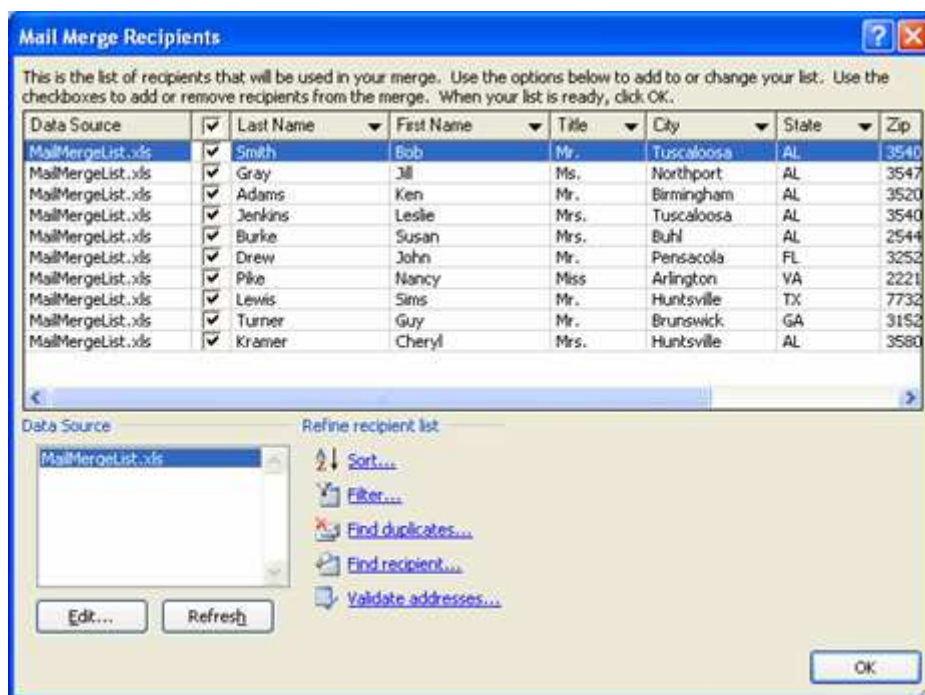 Mail Merge Recipients
This is the list of recipients that will be used in your merge. Use the options below to add to or change your list. Use the
checkboxes to add or remove recipients from the merge. When your list is ready, click OK.
Data Source Last Name First Name Title City State Zip
MailMergeList.xls Smith Bob Mr. Tuscaloosa AL 3540
MailMergeList.xls Gray Jill Ms. Northport AL 3547
MailMergeList.xls Adams Ken Mr. Birmingham AL 3520
MailMergeList.xls Jenkins Leslie Mrs. Tuscaloosa AL 3540
MailMergeList.xls Burke Susan Mrs. Buhl AL 2544
MailMergeList.xls Drew John Mr. Pensacola FL 3252
MailMergeList.xls Pike Nancy Miss Arlington VA 2221
MailMergeList.xls Lewis Sims Mr. Huntsville TX 7732
MailMergeList.xls Turner Guy Mr. Brunswick GA 3152
MailMergeList.xls Kramer Cheryl Mrs. Huntsville AL 3580
Data Source
MailMergeList.xls
Edit... Refresh
Refine recipient list
Sort...
Filter...
Find duplicates...
Find recipient...
Validate addresses...
OK